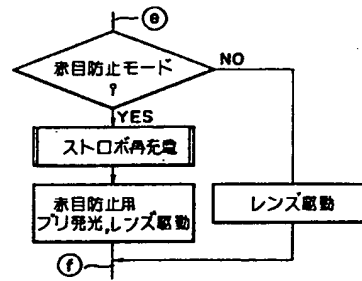 e
赤目防止モード
?
NO
YES
ストロボ再充電
赤目防止用
プリ発光,レンズ駆動
レンズ駆動
f